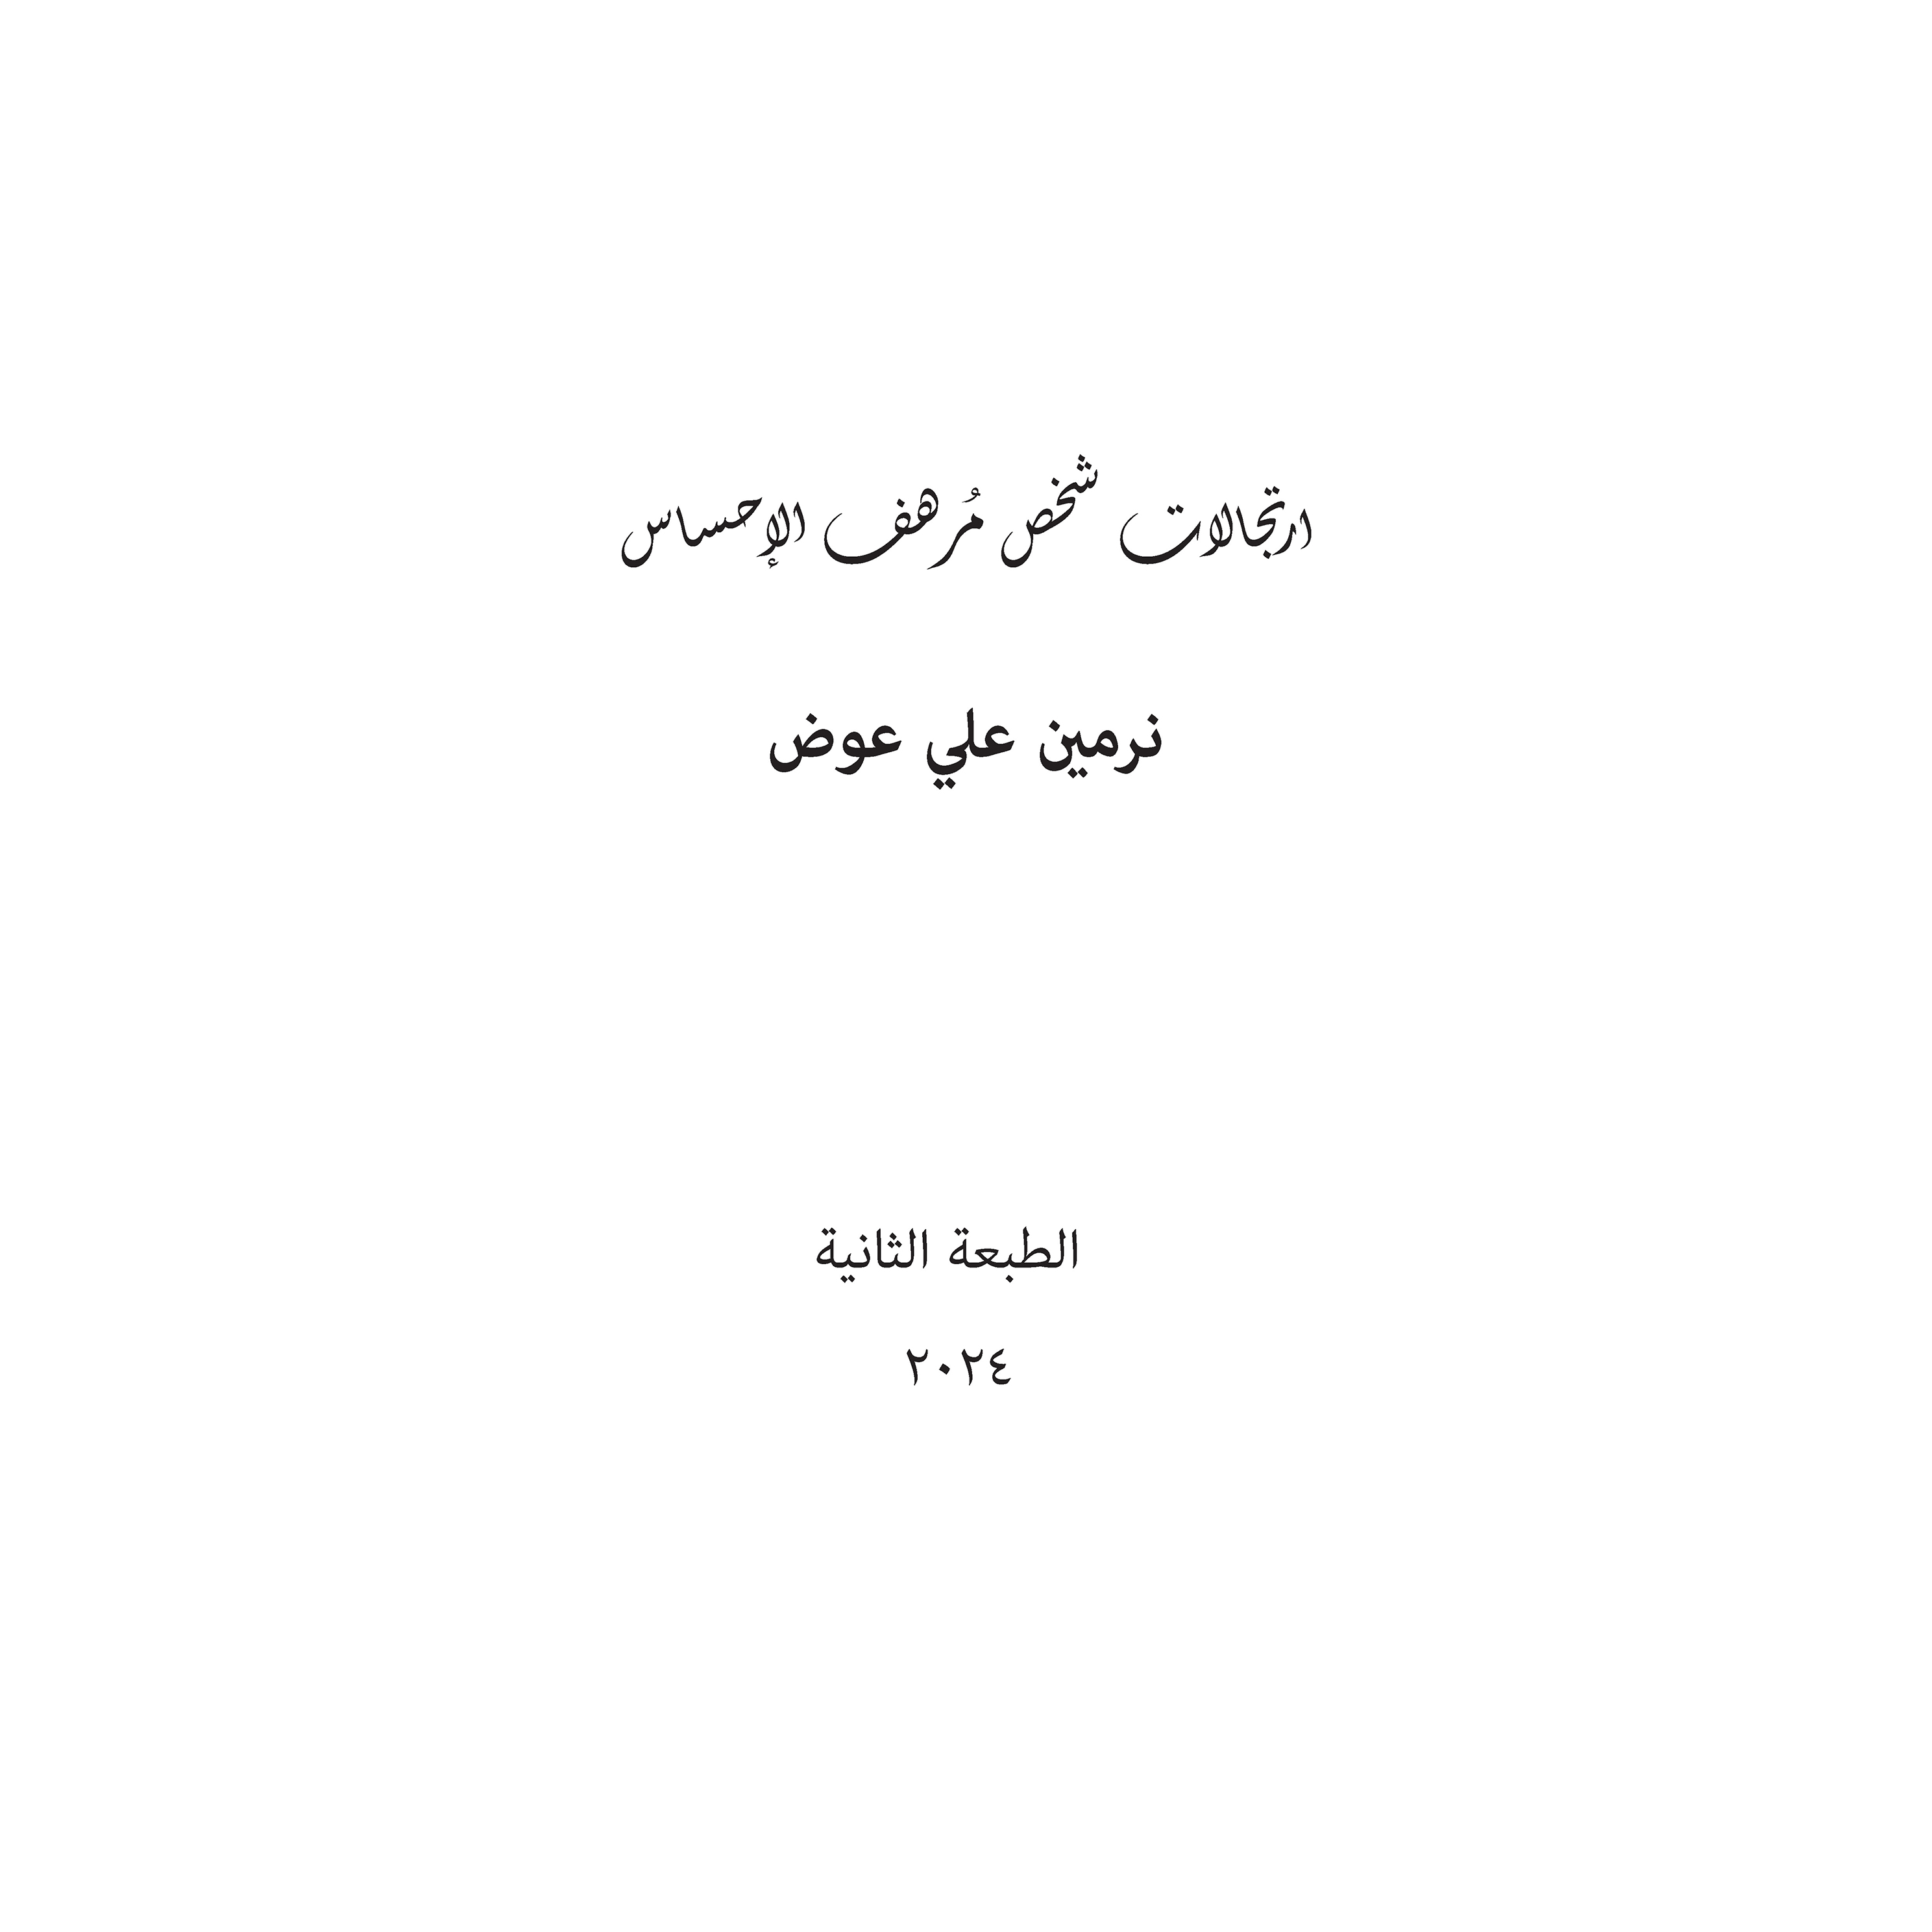 ارتجالات شخص مُرهف الإحساس
نرمين علي عوض
الطبعة الثانية
٢٠٢٤